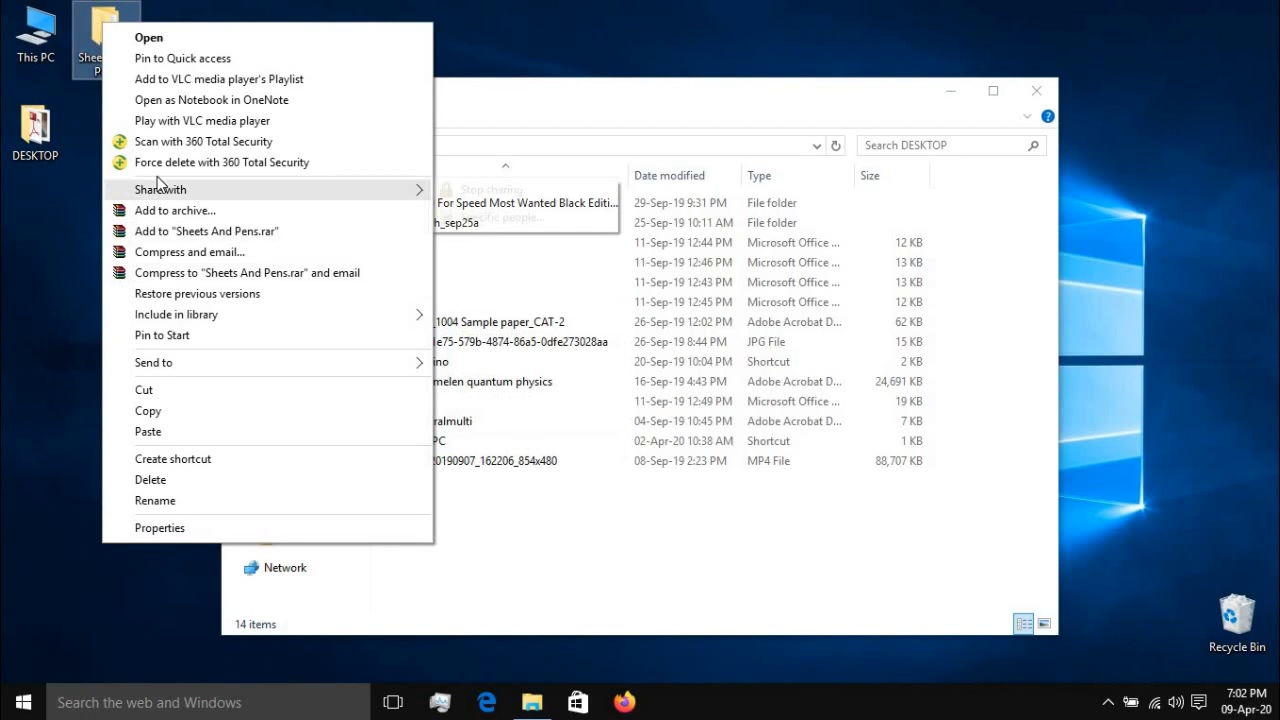 This PC
DESKTOP
Open
Pin to Quick access
Add to VLC media player's Playlist
Open as Notebook in OneNote
Play with VLC media player
Scan with 360 Total Security
Force delete with 360 Total Security
Share with
Add to archive...
Add to "Sheets And Pens.rar"
Compress and email...
Compress to "Sheets And Pens.rar" and email
Restore previous versions
Include in library
Pin to Start
Send to
Cut
Copy
Paste
Create shortcut
Delete
Rename
Properties
Stop sharing
Specific people...
Search DESKTOP
Date modified Type Size
For Speed Most Wanted Black Editi... 29-Sep-19 9:31 PM File folder
h_sep25a 25-Sep-19 10:11 AM File folder
11-Sep-19 12:44 PM Microsoft Office ... 12 KB
11-Sep-19 12:46 PM Microsoft Office ... 13 KB
11-Sep-19 12:43 PM Microsoft Office ... 13 KB
11-Sep-19 12:45 PM Microsoft Office ... 12 KB
_1004 Sample paper_CAT-2 26-Sep-19 12:02 PM Adobe Acrobat D... 62 KB
1e75-579b-4874-86a5-0dfe273028aa 26-Sep-19 8:44 PM JPG File 15 KB
ino 20-Sep-19 10:04 PM Shortcut 2 KB
melen quantum physics 16-Sep-19 4:43 PM Adobe Acrobat D... 24,691 KB
11-Sep-19 12:49 PM Microsoft Office ... 19 KB
ralmulti 04-Sep-19 10:45 PM Adobe Acrobat D... 7 KB
PC 02-Apr-20 10:38 AM Shortcut 1 KB
20190907_162206_854x480 08-Sep-19 2:23 PM MP4 File 88,707 KB
Network
14 items
Recycle Bin
Search the web and Windows
7:02 PM
09-Apr-20